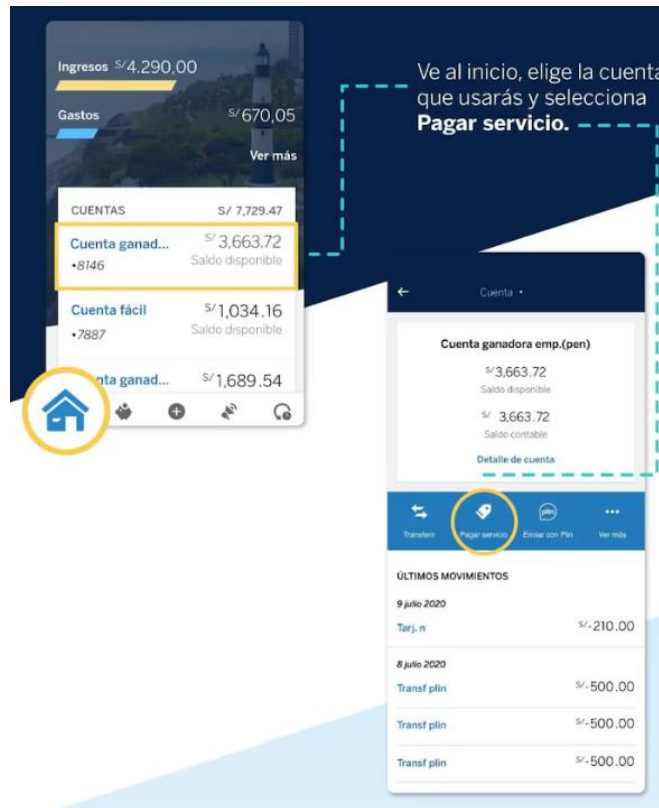 Ingresos S/4.290,00
Gastos S/670,05
Ver más
CUENTAS S/ 7,729.47
Cuenta ganad... S/ 3,663.72
•8146 Saldo disponible
Cuenta fácil S/1,034.16
•7887 Saldo disponible
nta ganad... S/1,689.54
Ve al inicio, elige la cuenta
que usarás y selecciona
Pagar servicio.
Cuenta •
Cuenta ganadora emp.(pen)
S/3,663.72
Saldo disponible
S/ 3,663.72
Saldo contable
Detalle de cuenta
plin
Transferir Pagar servicio Enviar con Plin Ver más
ÚLTIMOS MOVIMIENTOS
9 julio 2020
Tarj. n S/-210.00
8 julio 2020
Transf plin S/-500.00
Transf plin S/-500.00
Transf plin S/-500.00